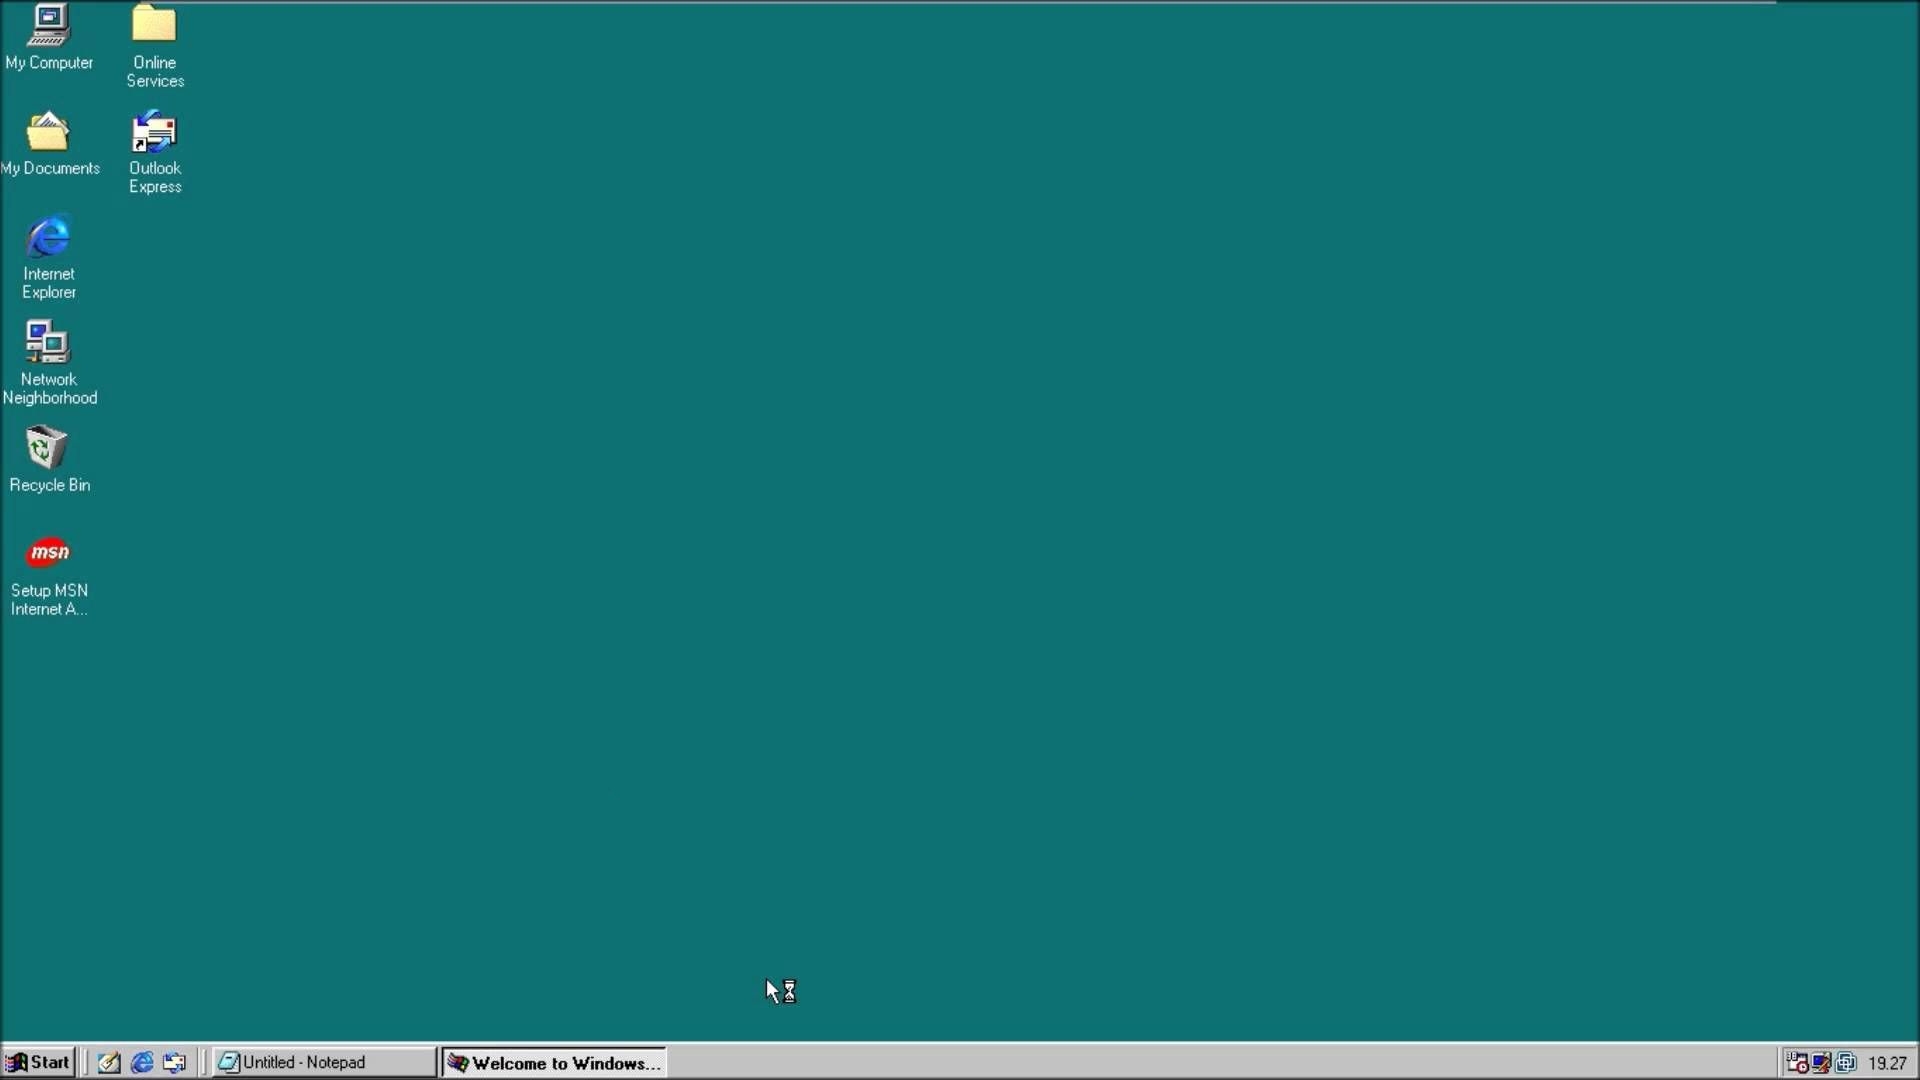 My Computer
Online
Services
My Documents
Outlook
Express
Internet
Explorer
Network
Neighborhood
Recycle Bin
msn
Setup MSN
Internet A...
Start
Untitled - Notepad
Welcome to Windows...
19.27